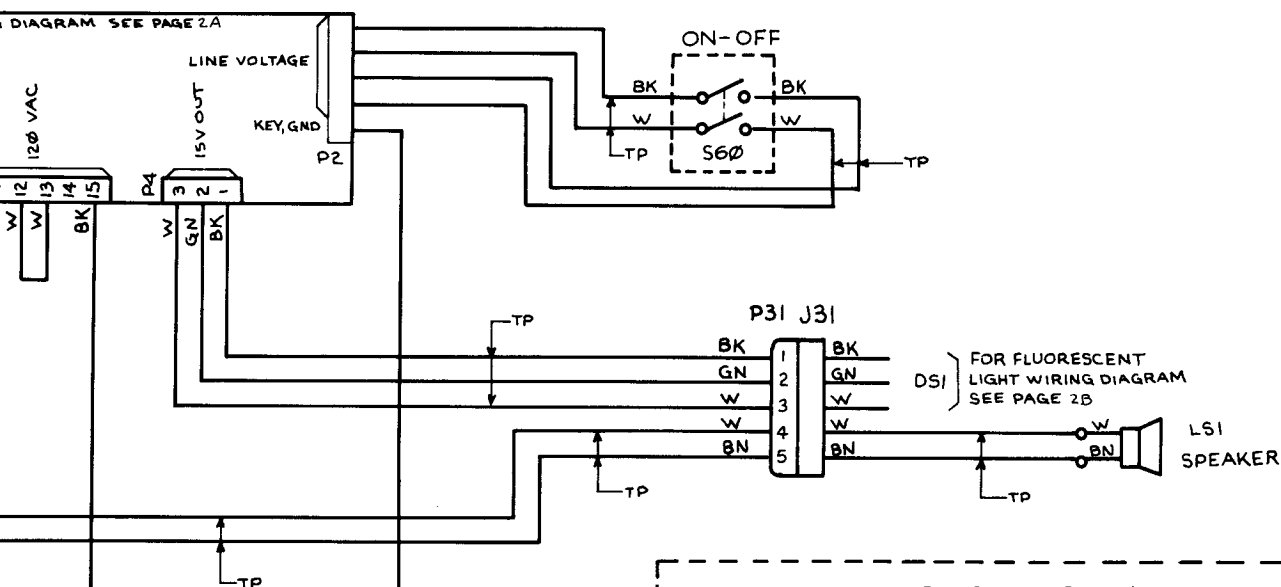 DIAGRAM SEE PAGE 2A
LINE VOLTAGE
KEY, GND
P2
120 VAC
15V OUT
P4
12 13 14 15
3 2 1
W W BK
W GN BK
ON-OFF
BK BK
W W
S60
TP
TP
TP
P31 J31
BK 1 BK
GN 2 GN
W 3 W
W 4 W
BN 5 BN
DS1
FOR FLUORESCENT
LIGHT WIRING DIAGRAM
SEE PAGE 2B
W
BN
LS1
SPEAKER
TP
TP
TP